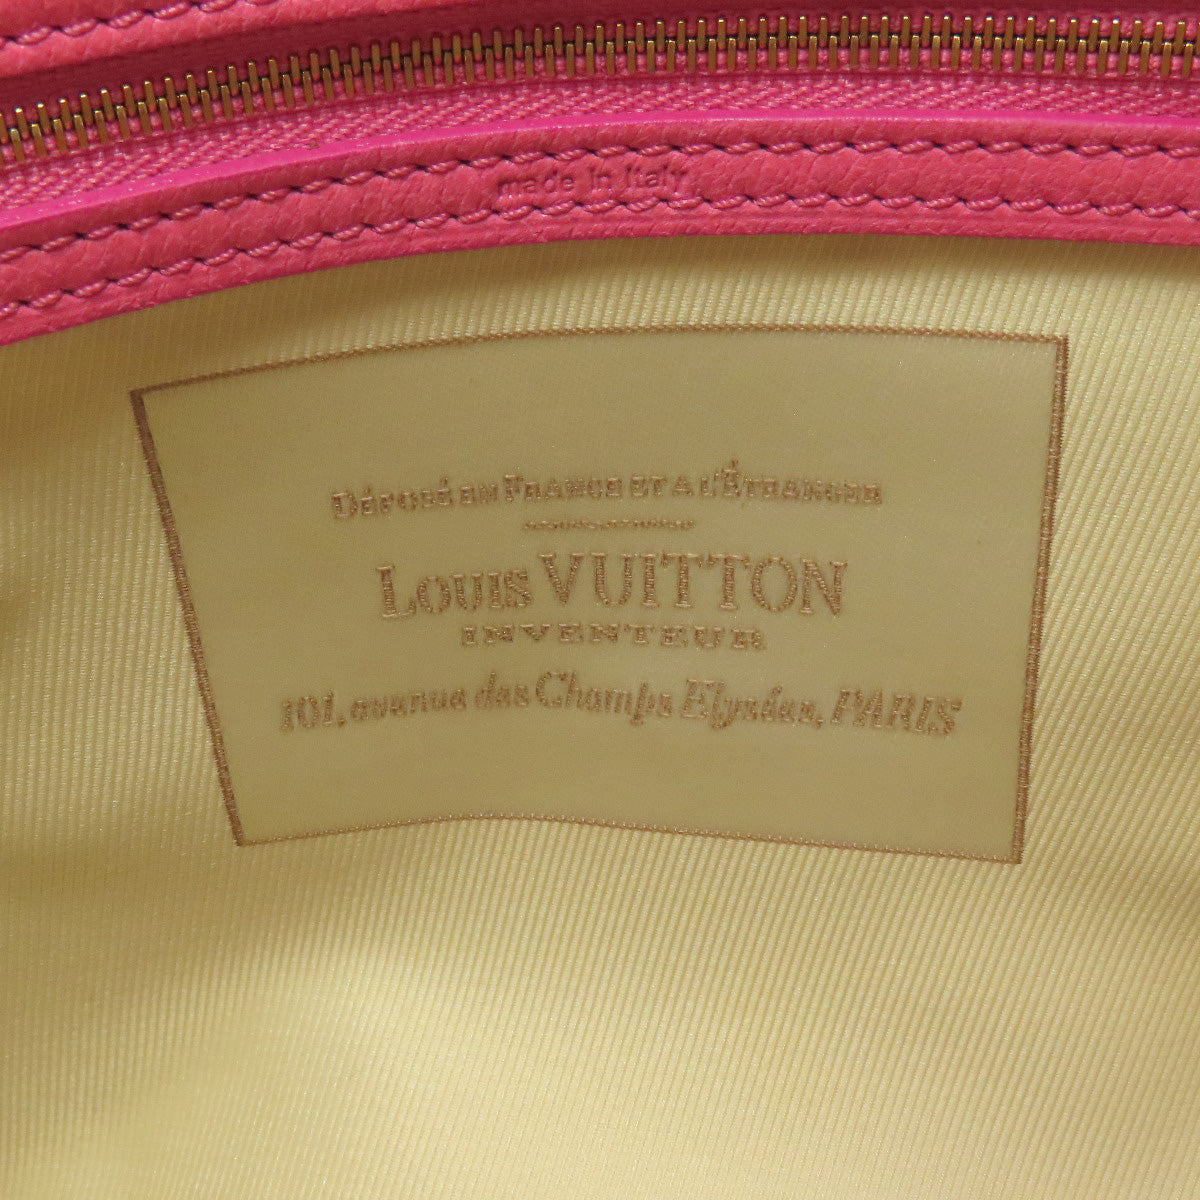 made in Italy
DÉPOSÉ EN FRANCE ET A L'ÉTRANGER
LOUIS VUITTON
INVENTEUR
101, avenue des Champs Elysées, PARIS